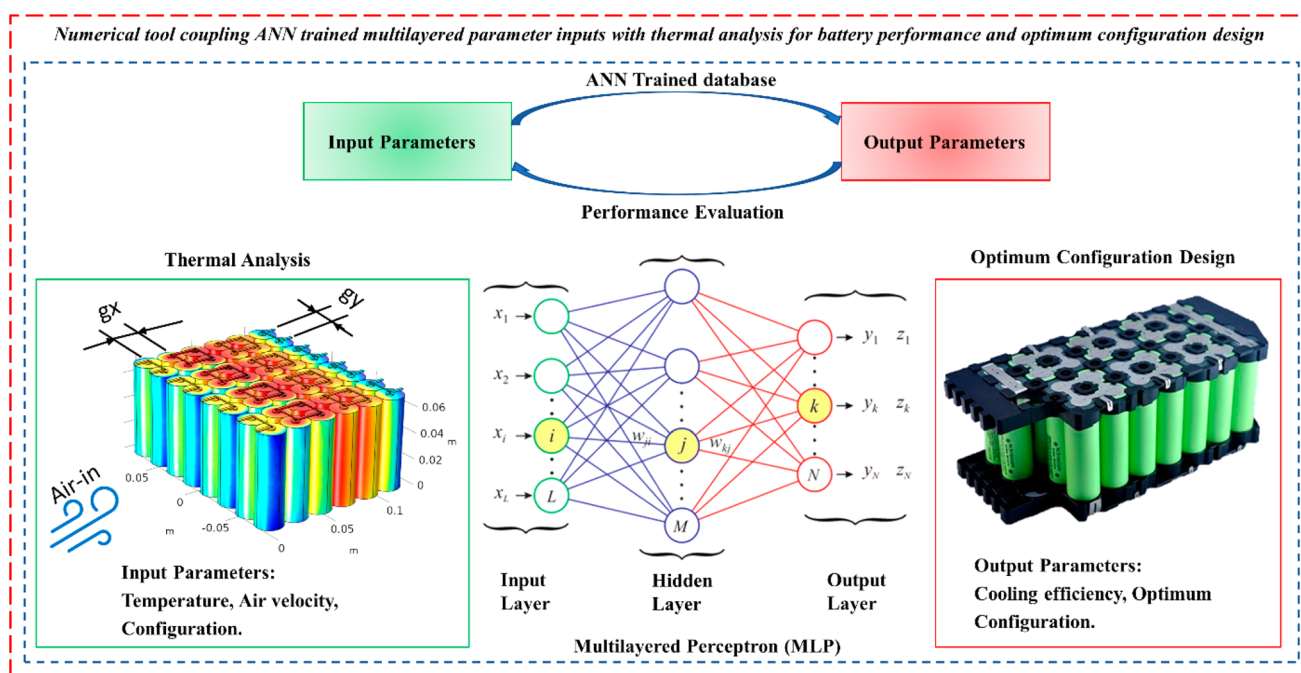 Numerical tool coupling ANN trained multilayered parameter inputs with thermal analysis for battery performance and optimum configuration design
ANN Trained database
Input Parameters
Output Parameters
Performance Evaluation
Thermal Analysis
gx
gy
0.06
0.04
0.02
0
m
0.05
0
-0.05
m
0.1
0.05
0
m
Air-in
Input Parameters:
Temperature, Air velocity,
Configuration.
x1
x2
xi
xL
i
L
wji
j
M
wkj
k
N
y1 z1
yk zk
yN zN
Input
Layer
Hidden
Layer
Output
Layer
Multilayered Perceptron (MLP)
Optimum Configuration Design
Output Parameters:
Cooling efficiency, Optimum
Configuration.